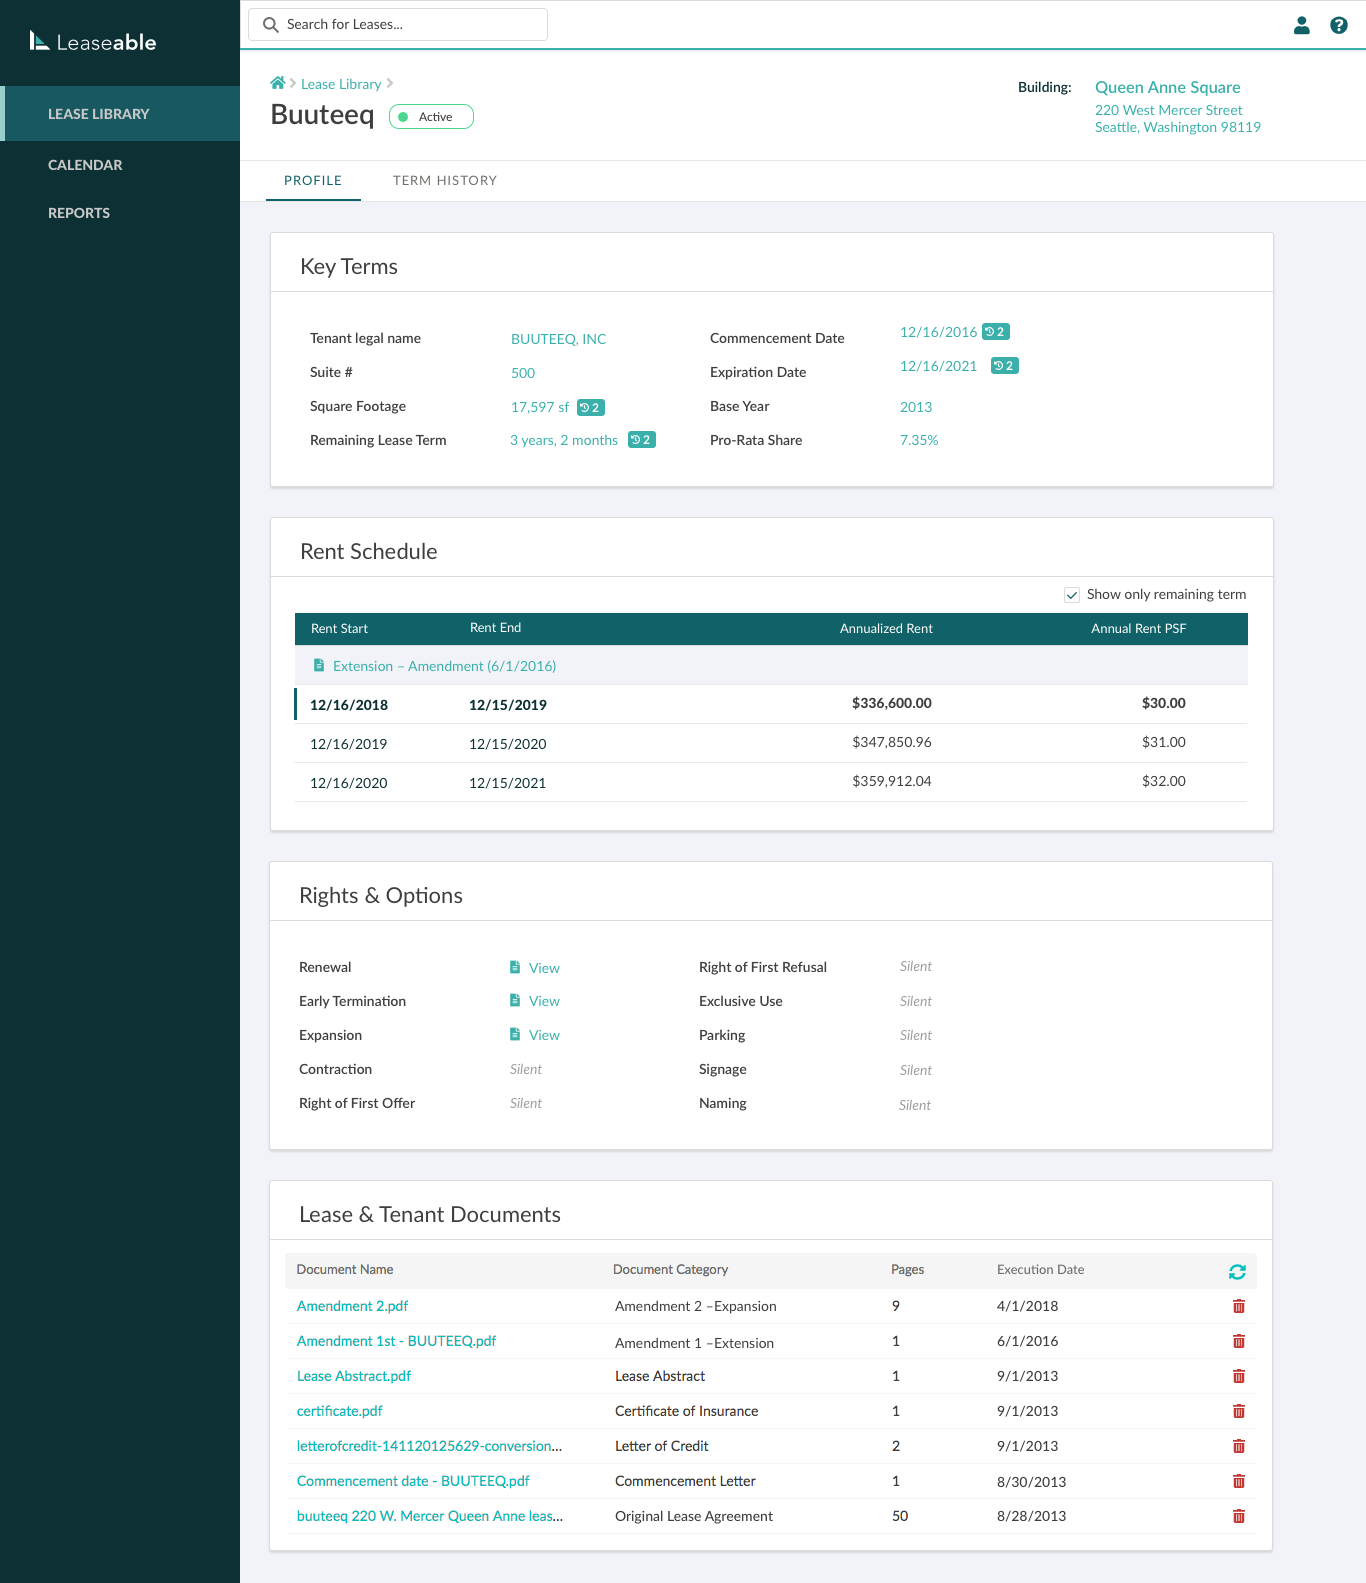 Leaseable
LEASE LIBRARY
CALENDAR
REPORTS
Search for Leases...
Lease Library
Buuteeq
Active
Building:
Queen Anne Square
220 West Mercer Street
Seattle, Washington 98119
PROFILE
TERM HISTORY
Key Terms
Tenant legal name
BUUTEEQ, INC
Commencement Date
12/16/2016
2
Suite #
500
Expiration Date
12/16/2021
2
Square Footage
17,597 sf
2
Base Year
2013
Remaining Lease Term
3 years, 2 months
2
Pro-Rata Share
7.35%
Rent Schedule
Show only remaining term
Rent Start Rent End Annualized Rent Annual Rent PSF
Extension – Amendment (6/1/2016)
12/16/2018 12/15/2019 $336,600.00 $30.00
12/16/2019 12/15/2020 $347,850.96 $31.00
12/16/2020 12/15/2021 $359,912.04 $32.00
Rights & Options
Renewal View Right of First Refusal Silent
Early Termination View Exclusive Use Silent
Expansion View Parking Silent
Contraction Silent Signage Silent
Right of First Offer Silent Naming Silent
Lease & Tenant Documents
Document Name Document Category Pages Execution Date
Amendment 2.pdf Amendment 2 –Expansion 9 4/1/2018
Amendment 1st - BUUTEEQ.pdf Amendment 1 –Extension 1 6/1/2016
Lease Abstract.pdf Lease Abstract 1 9/1/2013
certificate.pdf Certificate of Insurance 1 9/1/2013
letterofcredit-141120125629-conversion... Letter of Credit 2 9/1/2013
Commencement date - BUUTEEQ.pdf Commencement Letter 1 8/30/2013
buuteeq 220 W. Mercer Queen Anne leas... Original Lease Agreement 50 8/28/2013